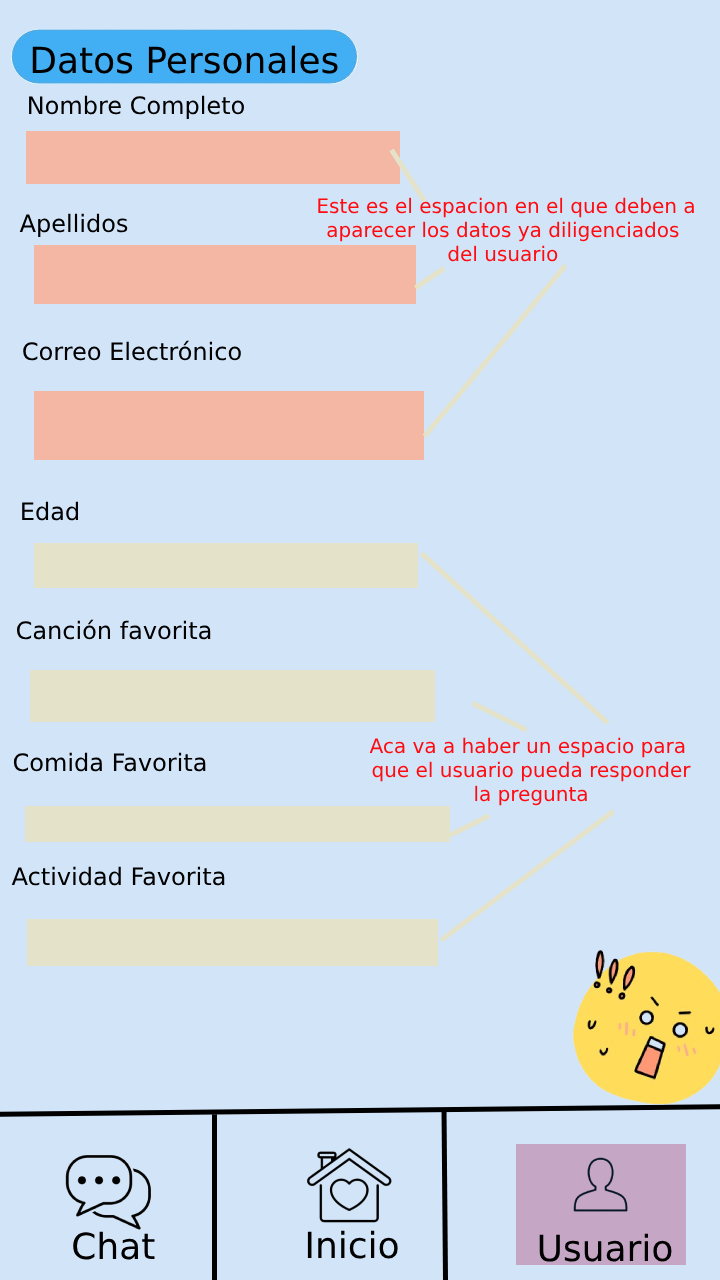 Datos Personales
Nombre Completo
Este es el espacion en el que deben a
aparecer los datos ya diligenciados
del usuario
Apellidos
Correo Electrónico
Edad
Canción favorita
Aca va a haber un espacio para
que el usuario pueda responder
la pregunta
Comida Favorita
Actividad Favorita
Chat
Inicio
Usuario